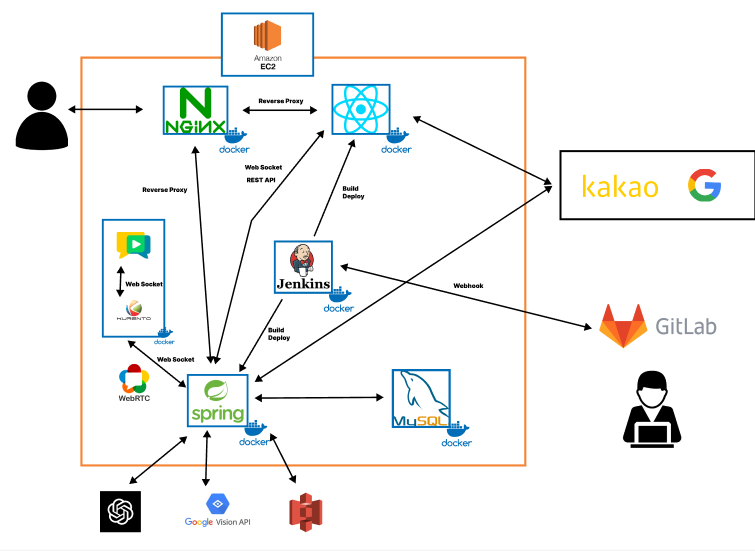 Amazon
EC2
NGiNX
docker
Reverse Proxy
docker
Web Socket
REST API
Reverse Proxy
Build
Deploy
kakao
G
Jenkins
docker
Webhook
GitLab
Web Socket
KURENTO
docker
Build
Deploy
Web Socket
WebRTC
spring
docker
MySQL
docker
Google Vision API